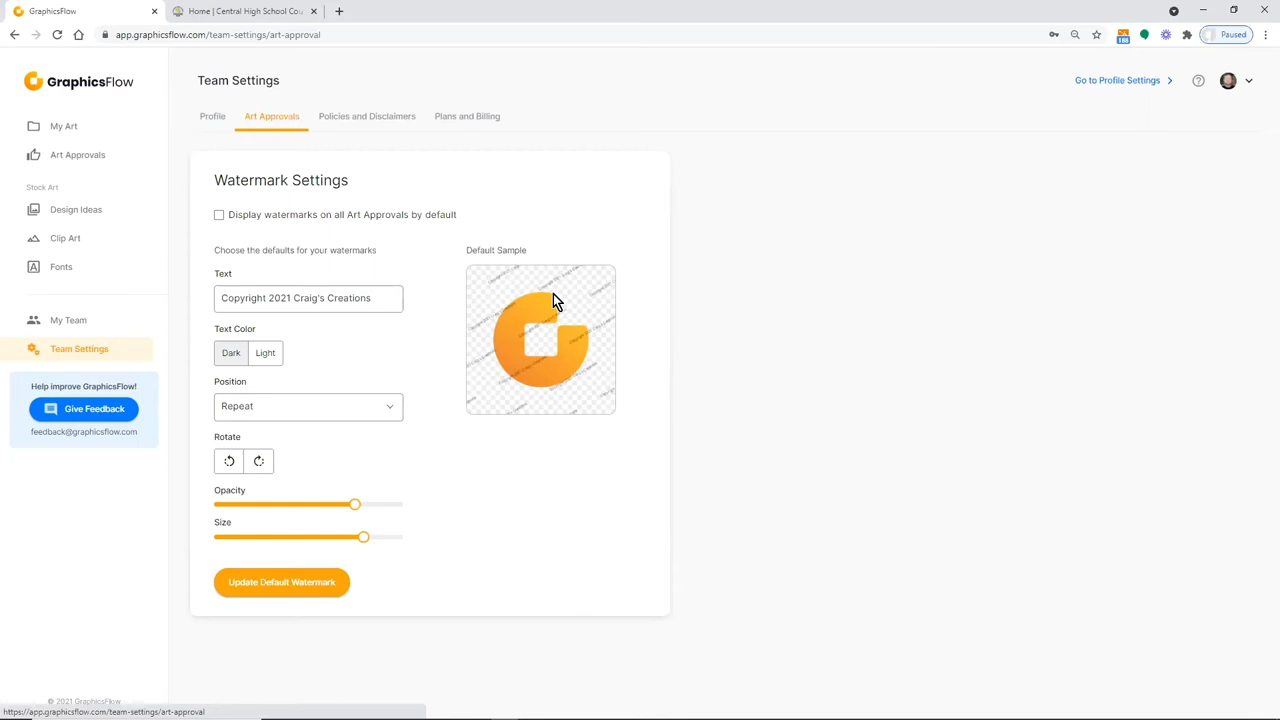 GraphicsFlow
Home | Central High School Cou
app.graphicsflow.com/team-settings/art-approval
188
Paused
GraphicsFlow
Team Settings
Go to Profile Settings
Profile
Art Approvals
Policies and Disclaimers
Plans and Billing
My Art
Art Approvals
Stock Art
Design Ideas
Clip Art
Fonts
My Team
Team Settings
Help improve GraphicsFlow!
Give Feedback
feedback@graphicsflow.com
Watermark Settings
Display watermarks on all Art Approvals by default
Choose the defaults for your watermarks
Default Sample
Text
Copyright 2021 Craig's Creations
Text Color
Dark
Light
Position
Repeat
Rotate
Opacity
Size
Update Default Watermark
© 2021 GraphicsFlow
https://app.graphicsflow.com/team-settings/art-approval